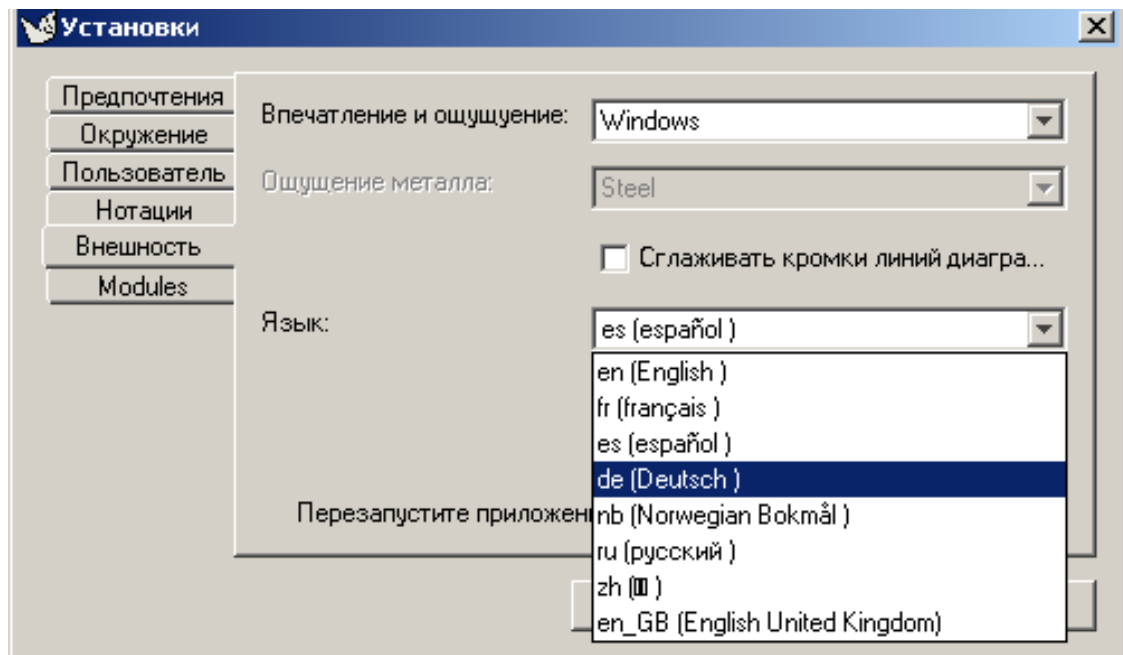 Установки
Предпочтения
Окружение
Пользователь
Нотации
Внешность
Modules
Впечатление и ощущуение:
Windows
Ощущение металла:
Steel
Сглаживать кромки линий диагра...
Язык:
es (español )
en (English )
fr (français )
es (español )
de (Deutsch )
nb (Norwegian Bokmål )
ru (русский )
zh ( )
en_GB (English United Kingdom)
Перезапустите